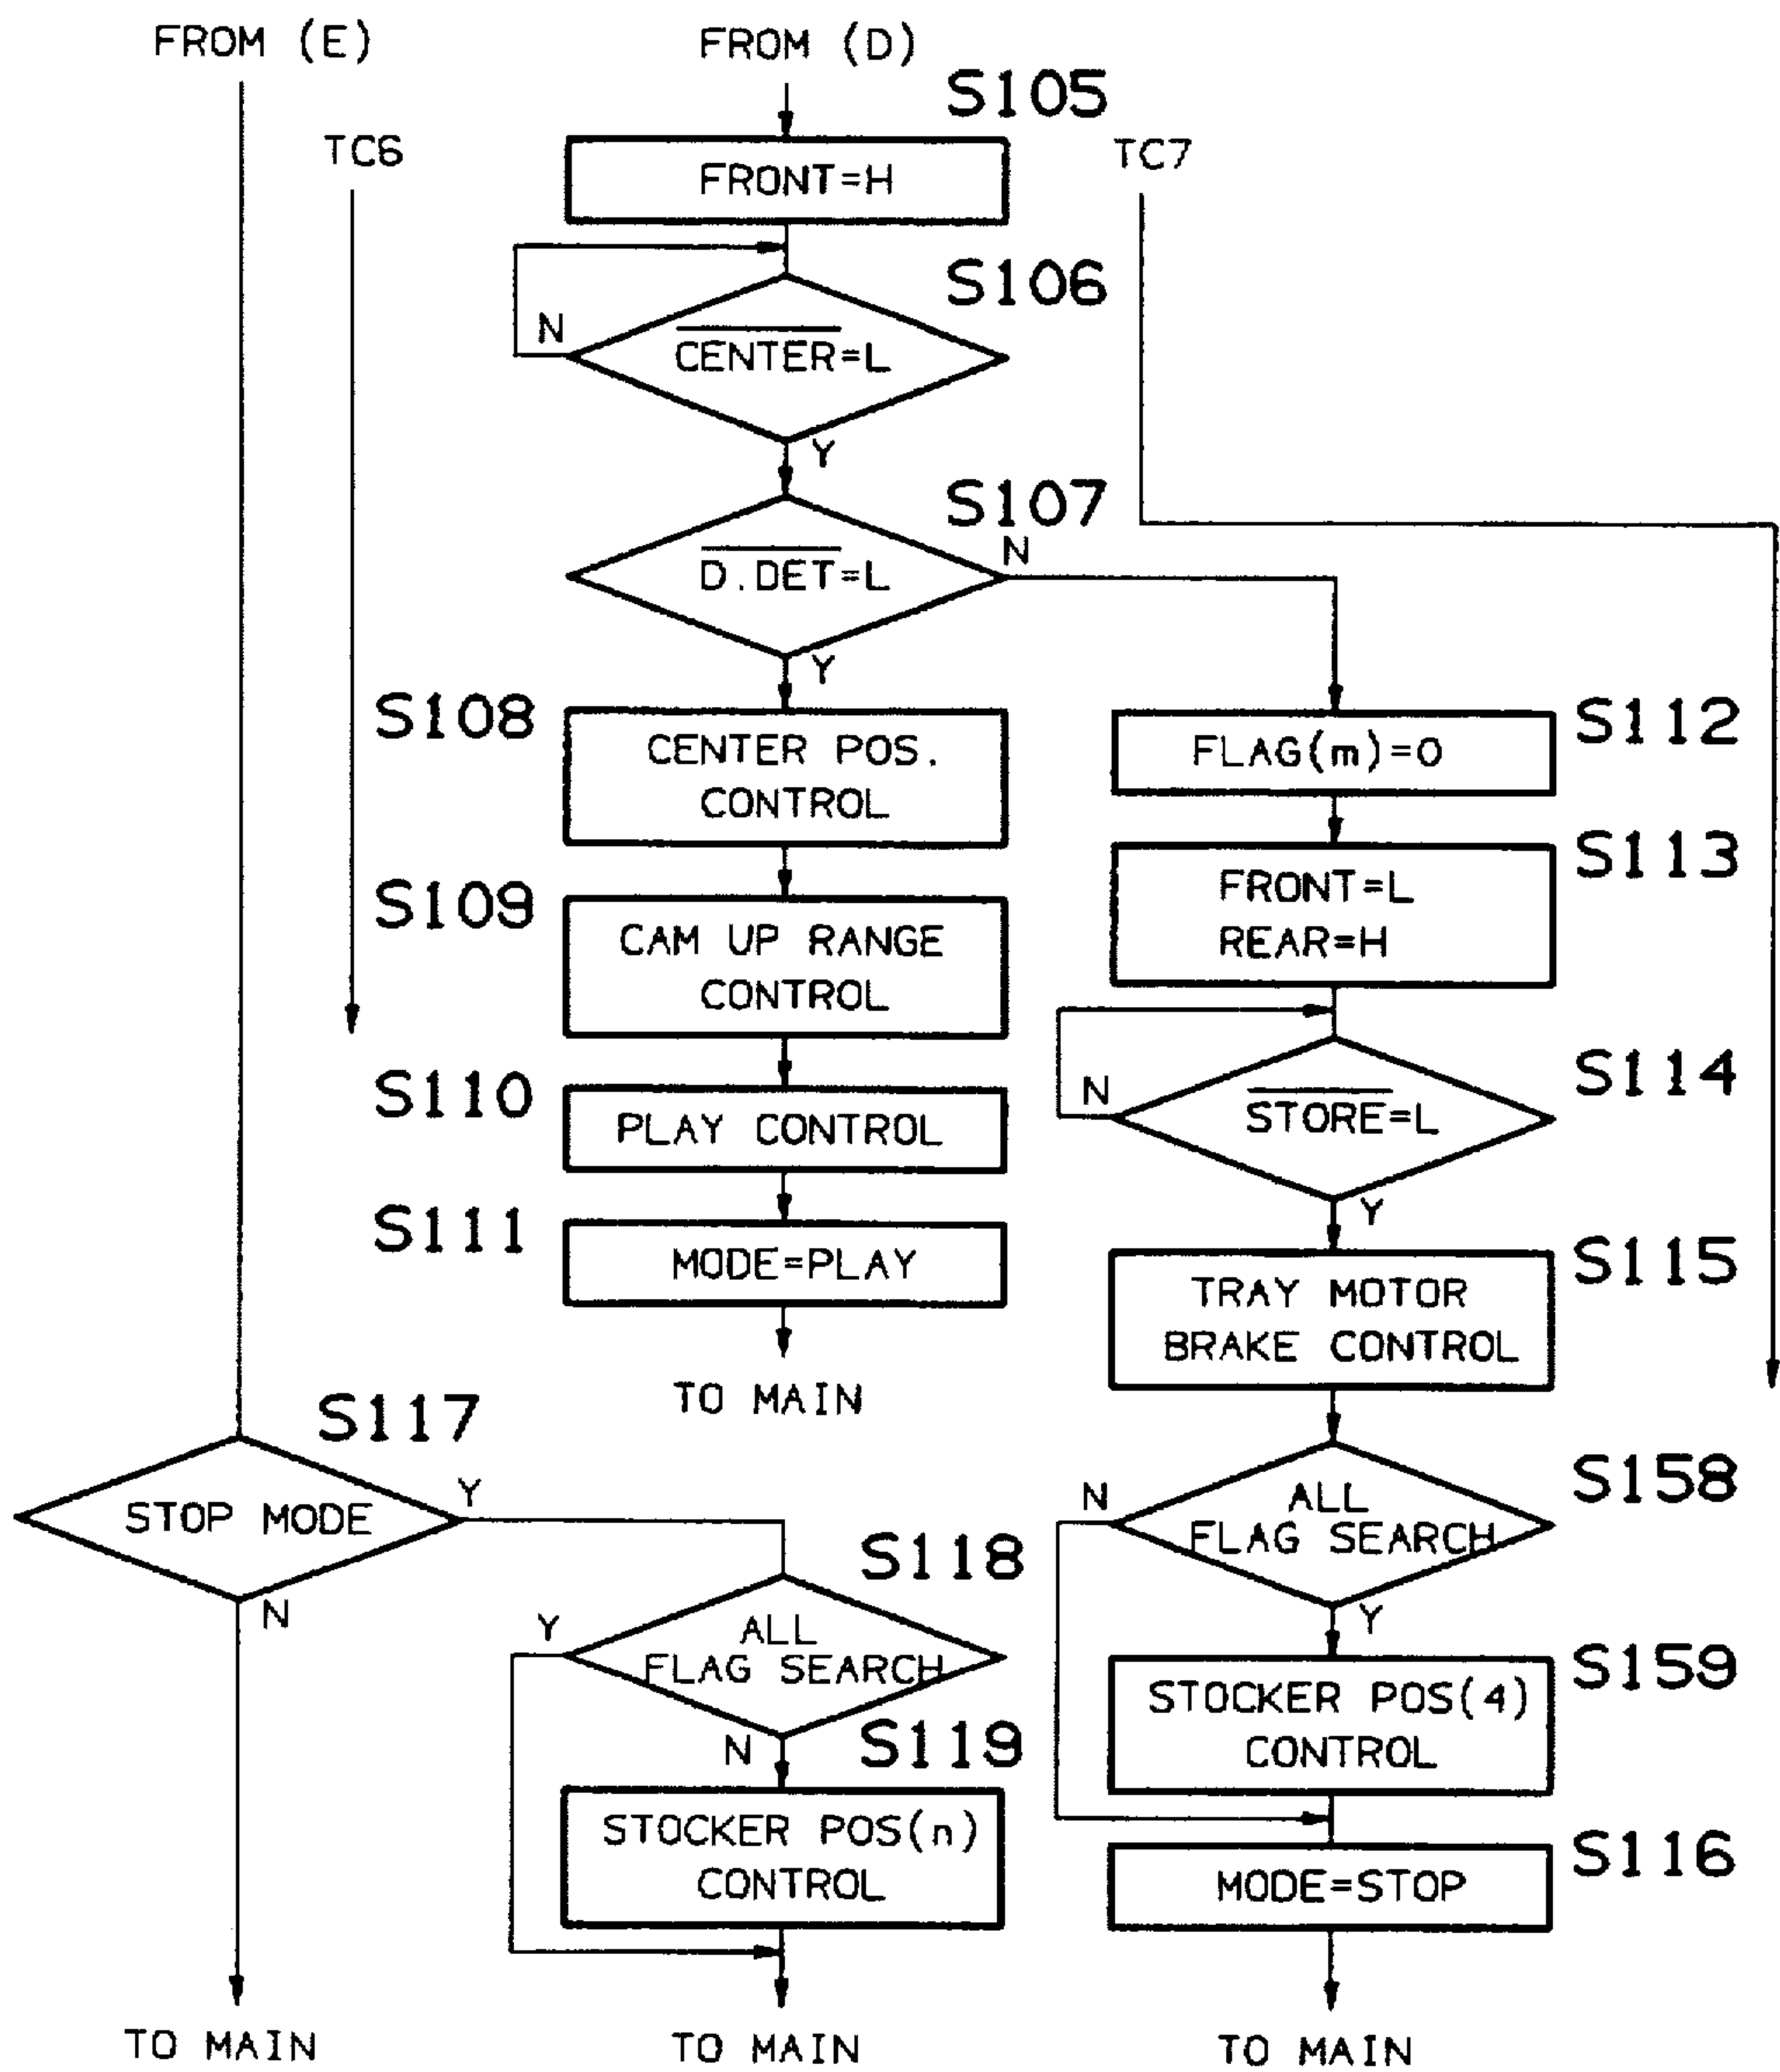 FROM (E)
FROM (D)
S105
TC6
FRONT=H
TC7
S106
N
CENTER=L
Y
S107
N
D.DET=L
Y
S108
CENTER POS.
CONTROL
S112
FLAG(m)=0
S109
CAM UP RANGE
CONTROL
S113
FRONT=L
REAR=H
S110
PLAY CONTROL
S114
N
STORE=L
Y
S111
MODE=PLAY
TO MAIN
S115
TRAY MOTOR
BRAKE CONTROL
S117
STOP MODE
Y
N
S158
N
ALL
FLAG SEARCH
Y
S118
Y
ALL
FLAG SEARCH
N
S159
STOCKER POS(4)
CONTROL
S119
STOCKER POS(n)
CONTROL
S116
MODE=STOP
TO MAIN
TO MAIN
TO MAIN